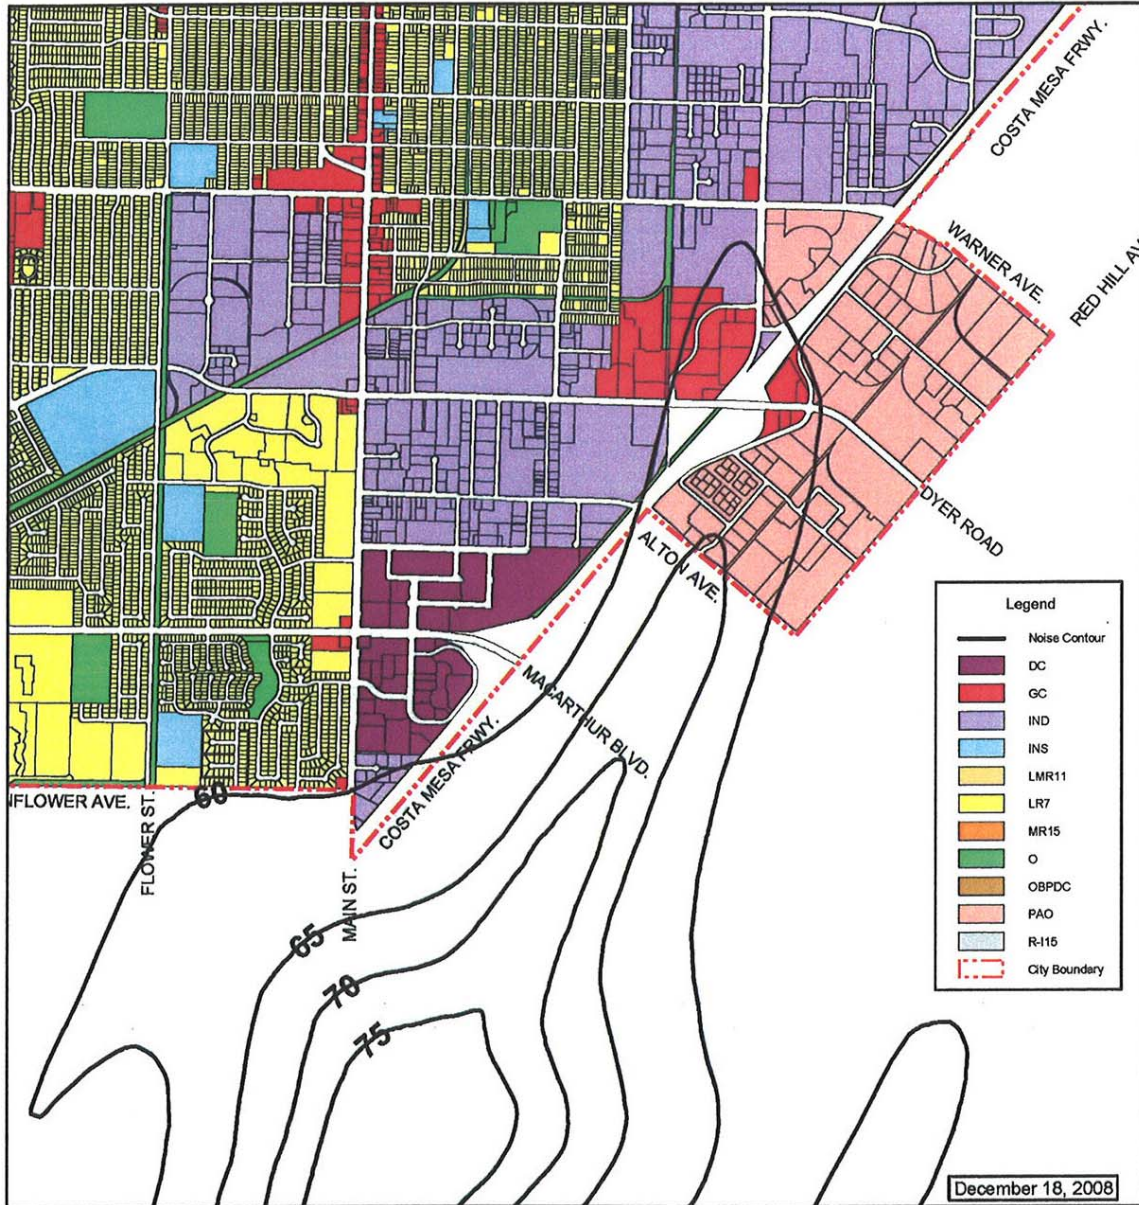 COSTA MESA FRWY.
WARNER AVE.
RED HILL AV
DYER ROAD
ALTON AVE.
MACARTHUR BLVD.
COSTA MESA FRWY.
NFLOWER AVE.
FLOWER ST.
MAIN ST.
60
65
70
75
Legend
Noise Contour
DC
GC
IND
INS
LMR11
LR7
MR15
O
OBPDC
PAO
R-I15
City Boundary
December 18, 2008